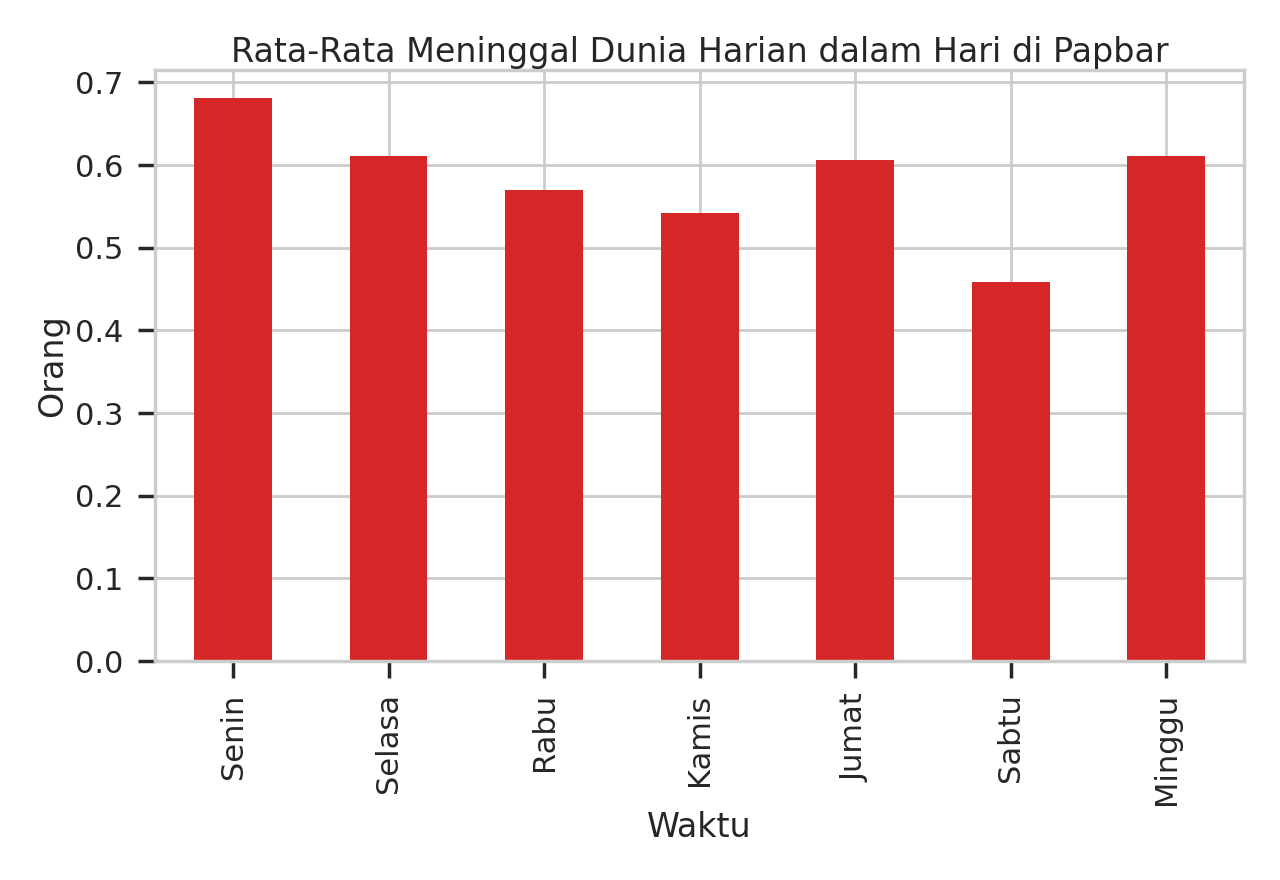 Rata-Rata Meninggal Dunia Harian dalam Hari di Papbar
0.7
0.6
0.5
0.4
0.3
0.2
0.1
0.0
Orang
Senin
Selasa
Rabu
Kamis
Jumat
Sabtu
Minggu
Waktu